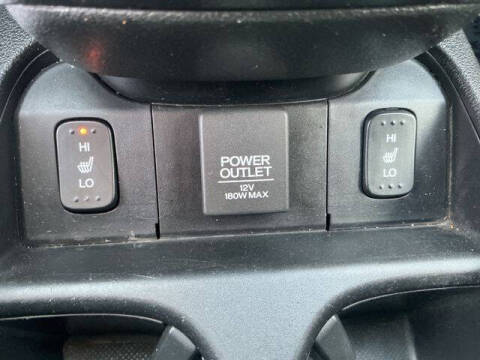 HI
LO
POWER
OUTLET
12V
180W MAX
HI
LO